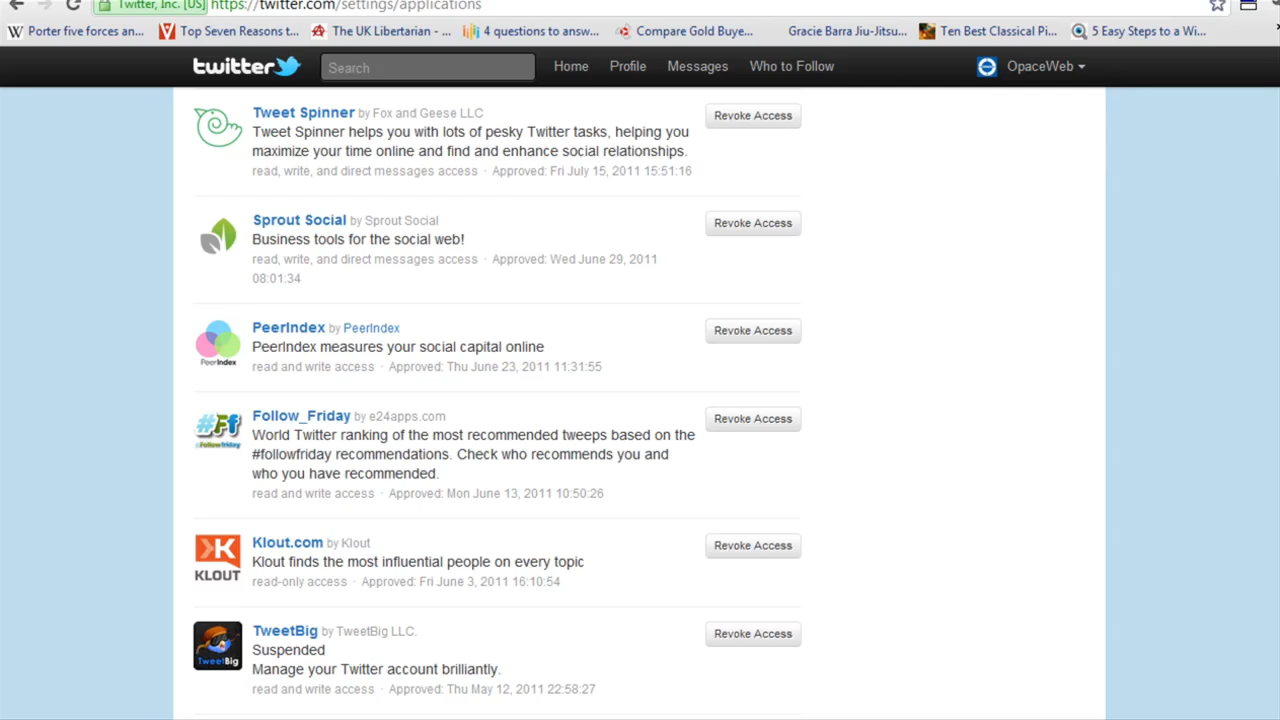 Twitter, Inc. [US] https://twitter.com/settings/applications
Porter five forces an... Top Seven Reasons t... The UK Libertarian - ... 4 questions to answ... Compare Gold Buye... Gracie Barra Jiu-Jitsu... Ten Best Classical Pi... 5 Easy Steps to a Wi...
twitter Search Home Profile Messages Who to Follow OpaceWeb
Tweet Spinner by Fox and Geese LLC Revoke Access
Tweet Spinner helps you with lots of pesky Twitter tasks, helping you
maximize your time online and find and enhance social relationships.
read, write, and direct messages access · Approved: Fri July 15, 2011 15:51:16
Sprout Social by Sprout Social Revoke Access
Business tools for the social web!
read, write, and direct messages access · Approved: Wed June 29, 2011
08:01:34
PeerIndex by PeerIndex Revoke Access
PeerIndex measures your social capital online
PeerIndex
read and write access · Approved: Thu June 23, 2011 11:31:55
Follow_Friday by e24apps.com Revoke Access
#Ff
World Twitter ranking of the most recommended tweeps based on the
Followfriday
#followfriday recommendations. Check who recommends you and
who you have recommended.
read and write access · Approved: Mon June 13, 2011 10:50:26
Klout.com by Klout Revoke Access
K
Klout finds the most influential people on every topic
KLOUT
read-only access · Approved: Fri June 3, 2011 16:10:54
TweetBig by TweetBig LLC. Revoke Access
Suspended
TweetBig
Manage your Twitter account brilliantly.
read and write access · Approved: Thu May 12, 2011 22:58:27